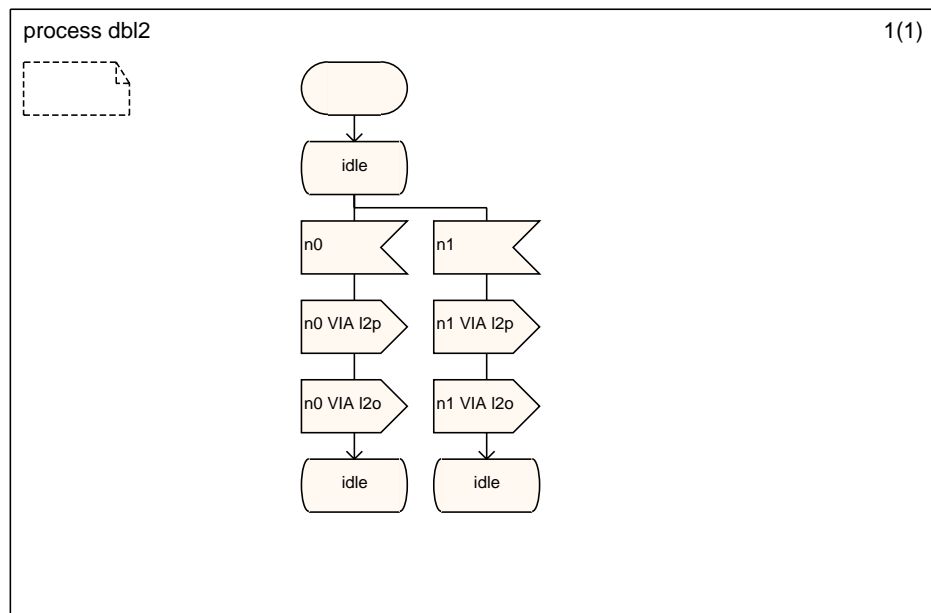 process dbl2
1(1)
idle
n0
n1
n0 VIA l2p
n1 VIA l2p
n0 VIA l2o
n1 VIA l2o
idle
idle